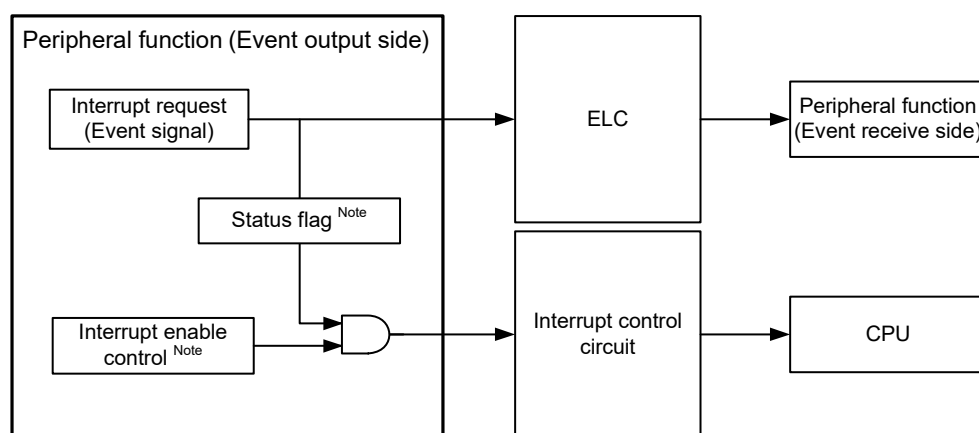 Peripheral function (Event output side)
Interrupt request
(Event signal)
ELC
Peripheral function
(Event receive side)
Status flag Note
Interrupt enable
control Note
Interrupt control
circuit
CPU